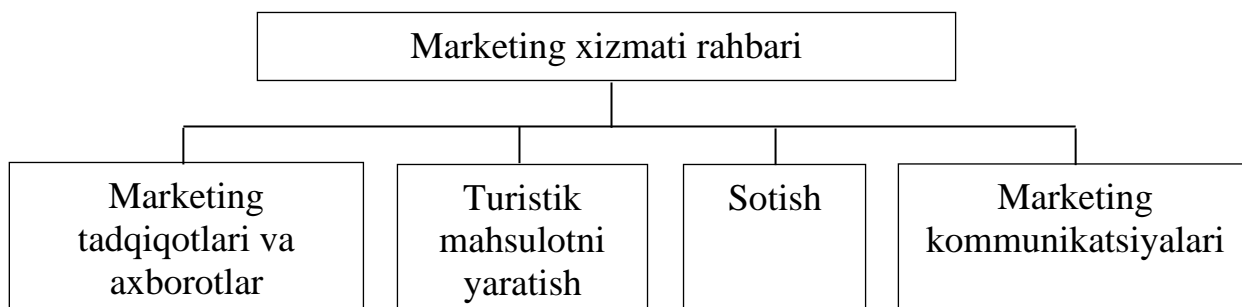 Marketing xizmati rahbari
Marketing
tadqiqotlari va
axborotlar
Turistik
mahsulotni
yaratish
Sotish
Marketing
kommunikatsiyalari